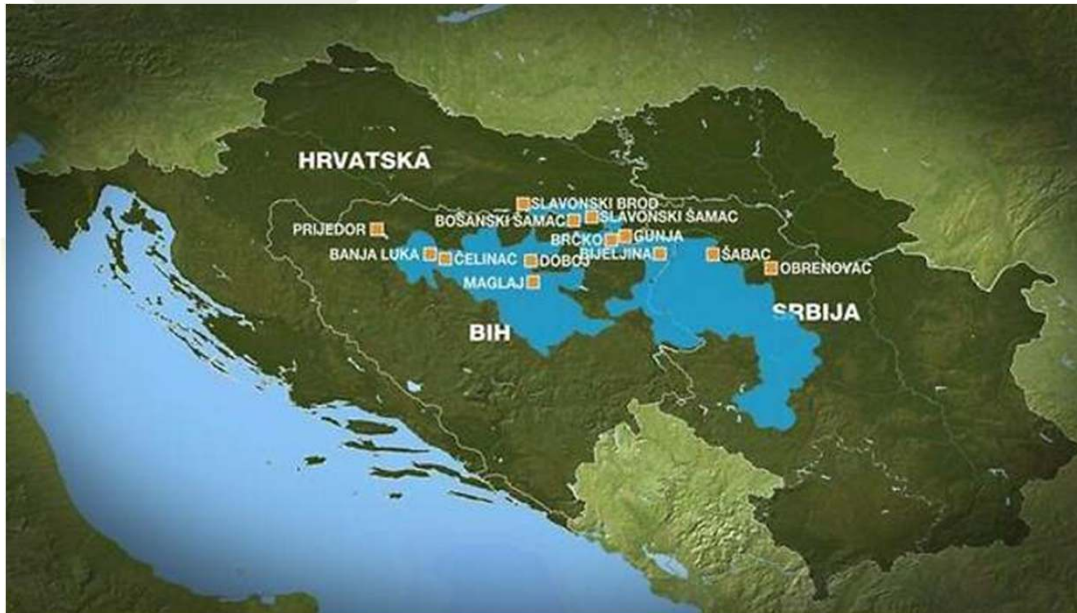 HRVATSKA
SLAVONSKI BROD
BOSANSKI ŠAMAC
SLAVONSKI ŠAMAC
PRIJEDOR
BRČKO
GUNJA
BANJA LUKA
ČELINAC
DOBOJ
BIJELJINA
ŠABAC
OBRENOVAC
MAGLAJ
SRBIJA
BIH